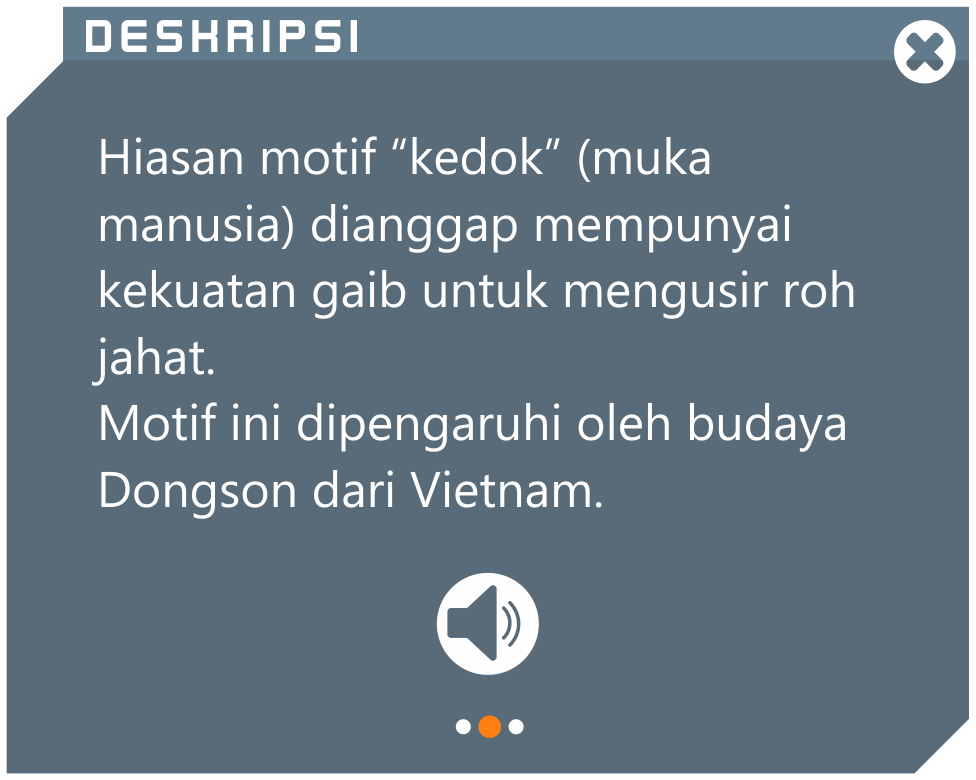 DESKRIPSI
Hiasan motif “kedok” (muka
manusia) dianggap mempunyai
kekuatan gaib untuk mengusir roh
jahat.
Motif ini dipengaruhi oleh budaya
Dongson dari Vietnam.